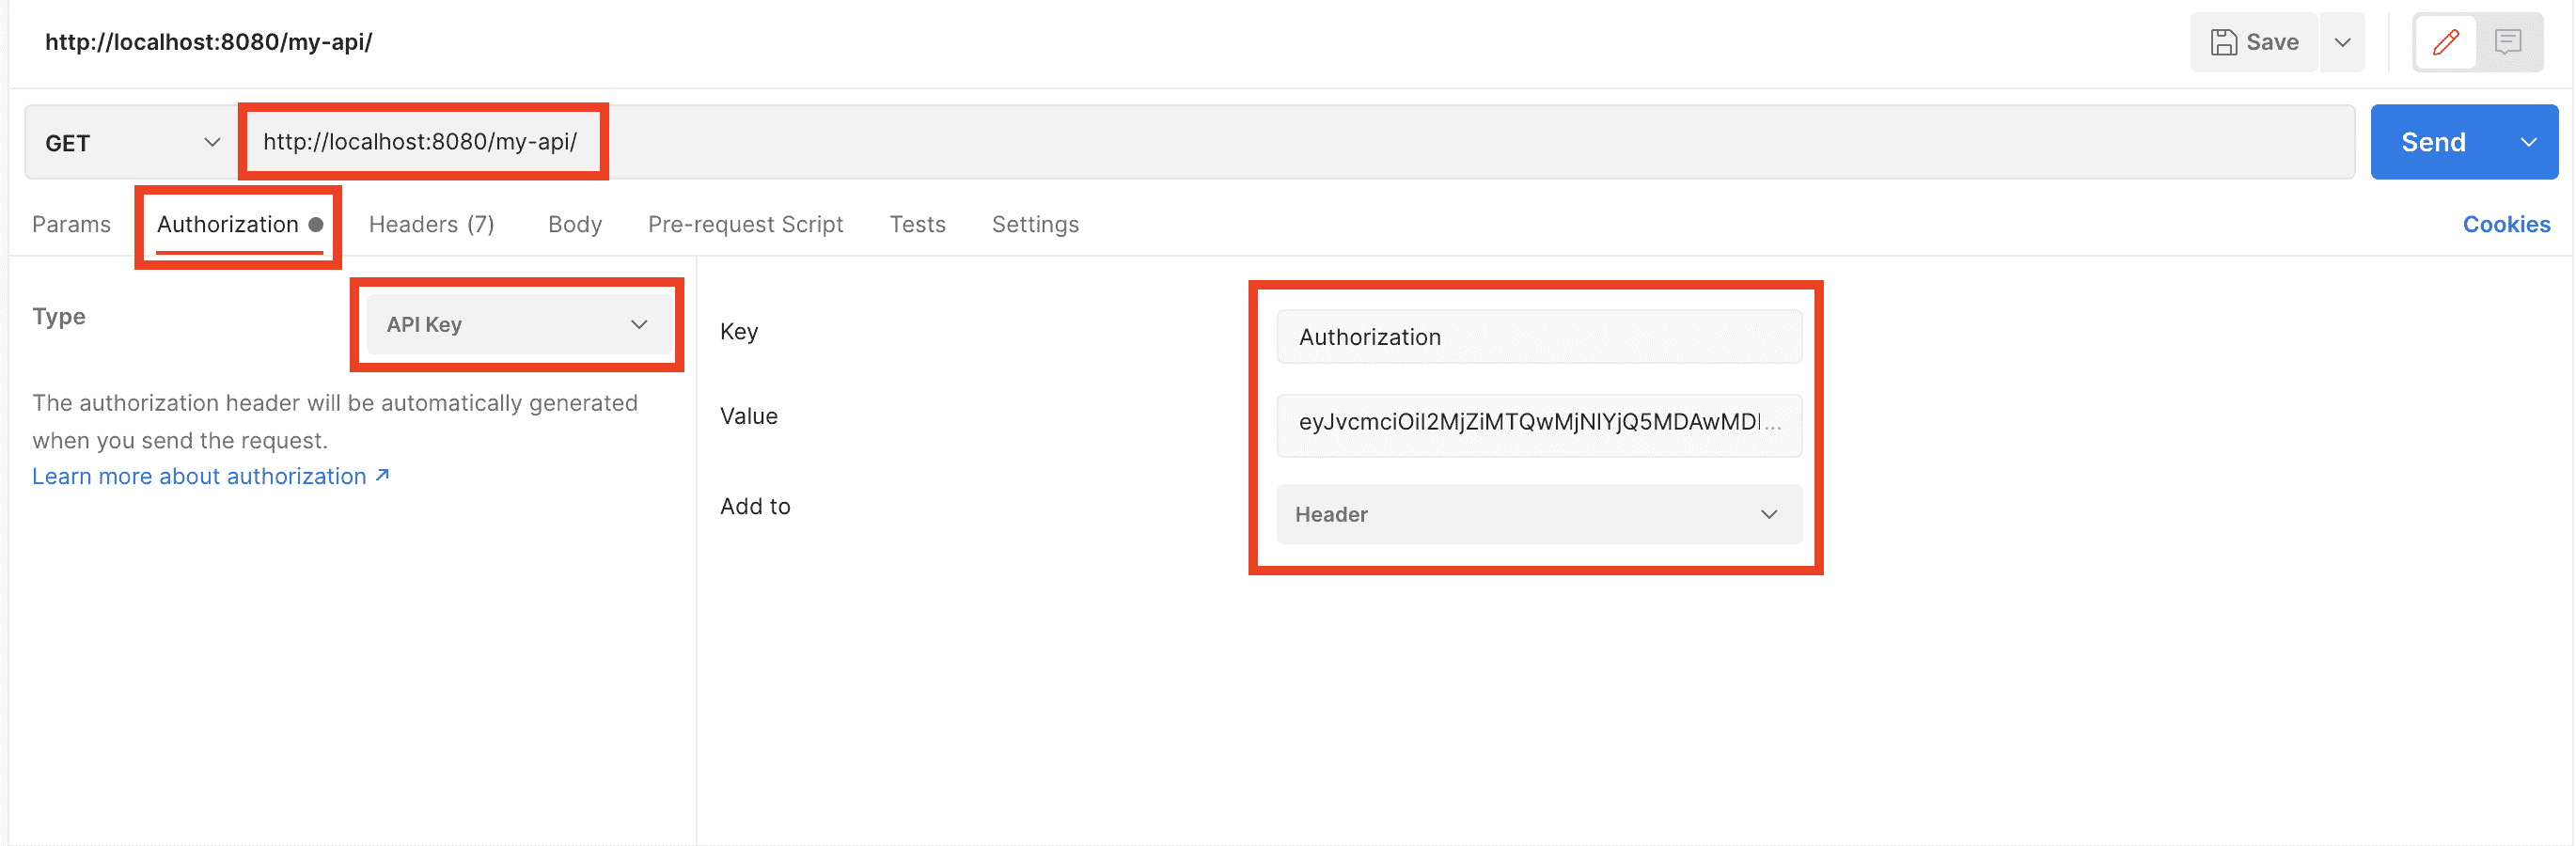 http://localhost:8080/my-api/
Save
GET
http://localhost:8080/my-api/
Send
Params
Authorization
Headers (7)
Body
Pre-request Script
Tests
Settings
Cookies
Type
API Key
The authorization header will be automatically generated
when you send the request.
Learn more about authorization ↗
Key
Authorization
Value
eyJvcmciOiI2MjZiMTQwMjNlYjQ5MDAwMDI...
Add to
Header